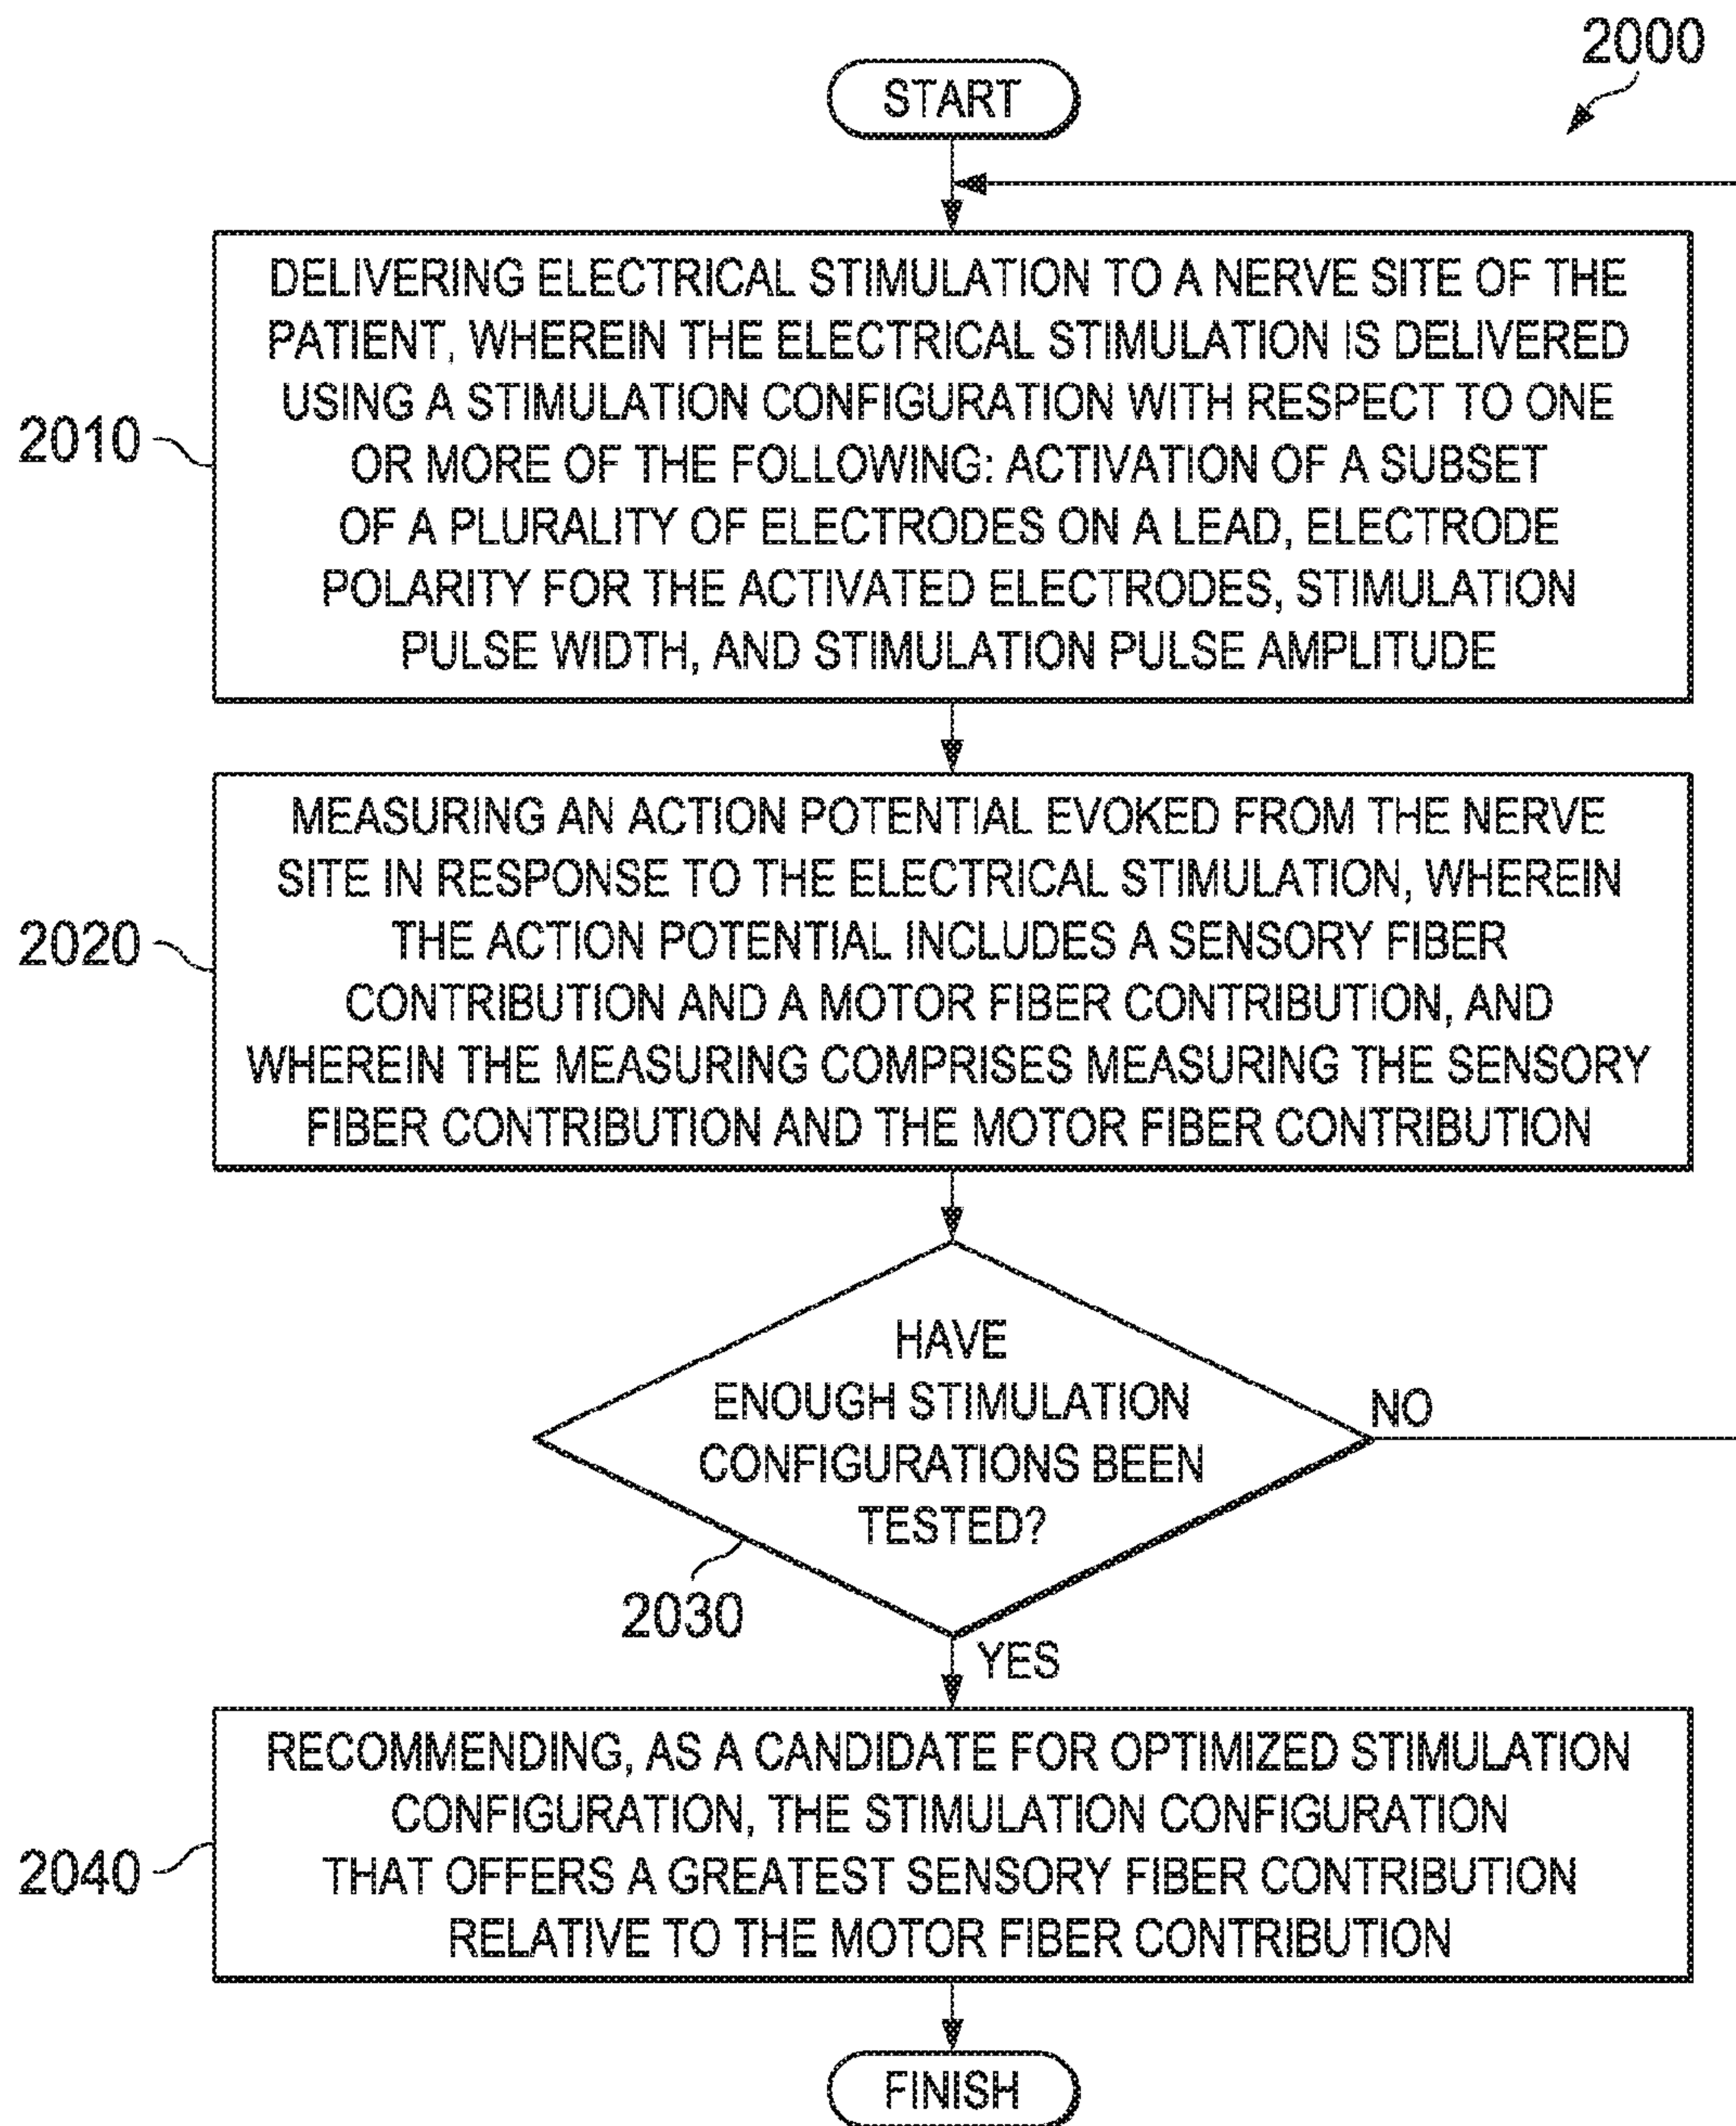 2000
START
DELIVERING ELECTRICAL STIMULATION TO A NERVE SITE OF THE
PATIENT, WHEREIN THE ELECTRICAL STIMULATION IS DELIVERED
USING A STIMULATION CONFIGURATION WITH RESPECT TO ONE
OR MORE OF THE FOLLOWING: ACTIVATION OF A SUBSET
OF A PLURALITY OF ELECTRODES ON A LEAD, ELECTRODE
POLARITY FOR THE ACTIVATED ELECTRODES, STIMULATION
PULSE WIDTH, AND STIMULATION PULSE AMPLITUDE
2010
MEASURING AN ACTION POTENTIAL EVOKED FROM THE NERVE
SITE IN RESPONSE TO THE ELECTRICAL STIMULATION, WHEREIN
THE ACTION POTENTIAL INCLUDES A SENSORY FIBER
CONTRIBUTION AND A MOTOR FIBER CONTRIBUTION, AND
WHEREIN THE MEASURING COMPRISES MEASURING THE SENSORY
FIBER CONTRIBUTION AND THE MOTOR FIBER CONTRIBUTION
2020
HAVE
ENOUGH STIMULATION
CONFIGURATIONS BEEN
TESTED?
NO
2030
YES
RECOMMENDING, AS A CANDIDATE FOR OPTIMIZED STIMULATION
CONFIGURATION, THE STIMULATION CONFIGURATION
THAT OFFERS A GREATEST SENSORY FIBER CONTRIBUTION
RELATIVE TO THE MOTOR FIBER CONTRIBUTION
2040
FINISH